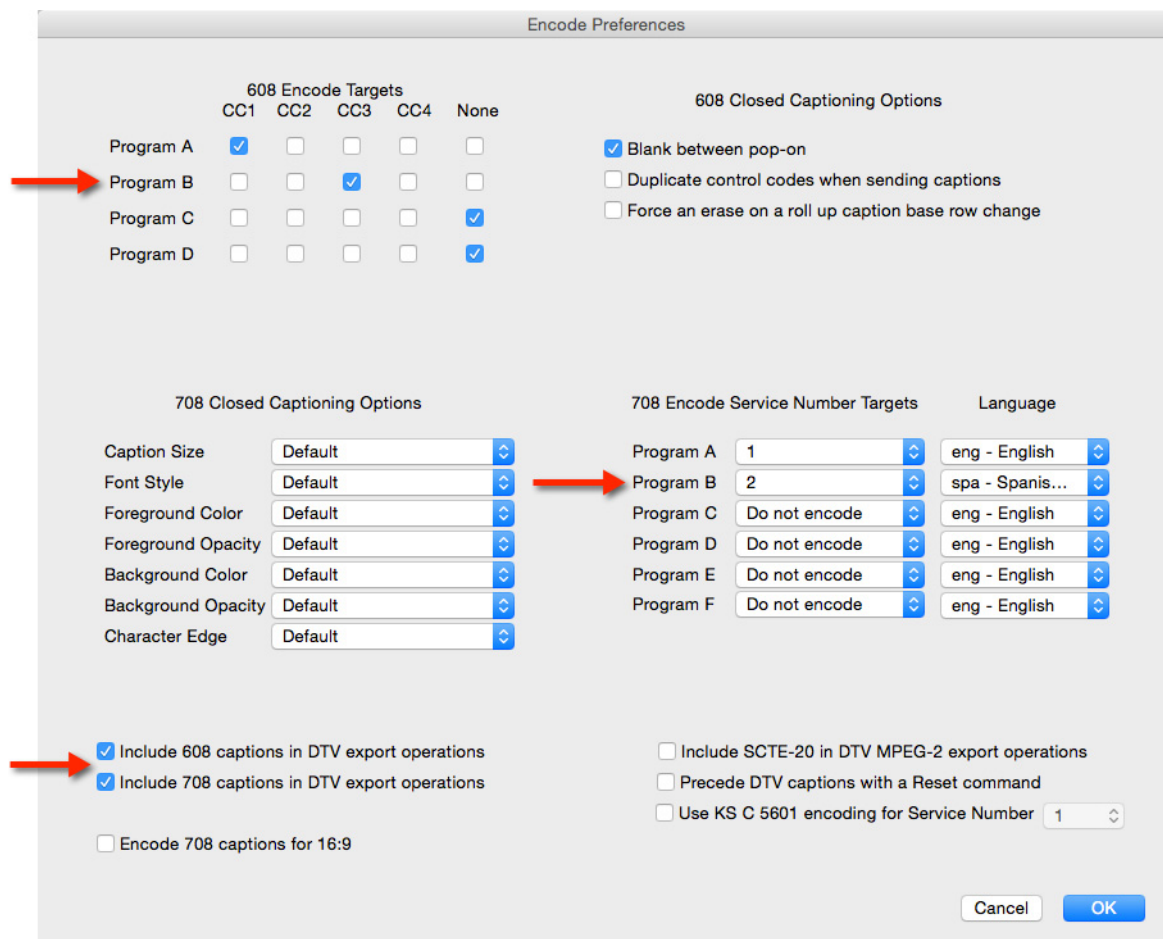 Encode Preferences
608 Encode Targets
CC1 CC2 CC3 CC4 None
Program A
Program B
Program C
Program D
608 Closed Captioning Options
Blank between pop-on
Duplicate control codes when sending captions
Force an erase on a roll up caption base row change
708 Closed Captioning Options
Caption Size Default
Font Style Default
Foreground Color Default
Foreground Opacity Default
Background Color Default
Background Opacity Default
Character Edge Default
708 Encode Service Number Targets Language
Program A 1 eng - English
Program B 2 spa - Spanis...
Program C Do not encode eng - English
Program D Do not encode eng - English
Program E Do not encode eng - English
Program F Do not encode eng - English
Include 608 captions in DTV export operations
Include 708 captions in DTV export operations
Encode 708 captions for 16:9
Include SCTE-20 in DTV MPEG-2 export operations
Precede DTV captions with a Reset command
Use KS C 5601 encoding for Service Number 1
Cancel OK